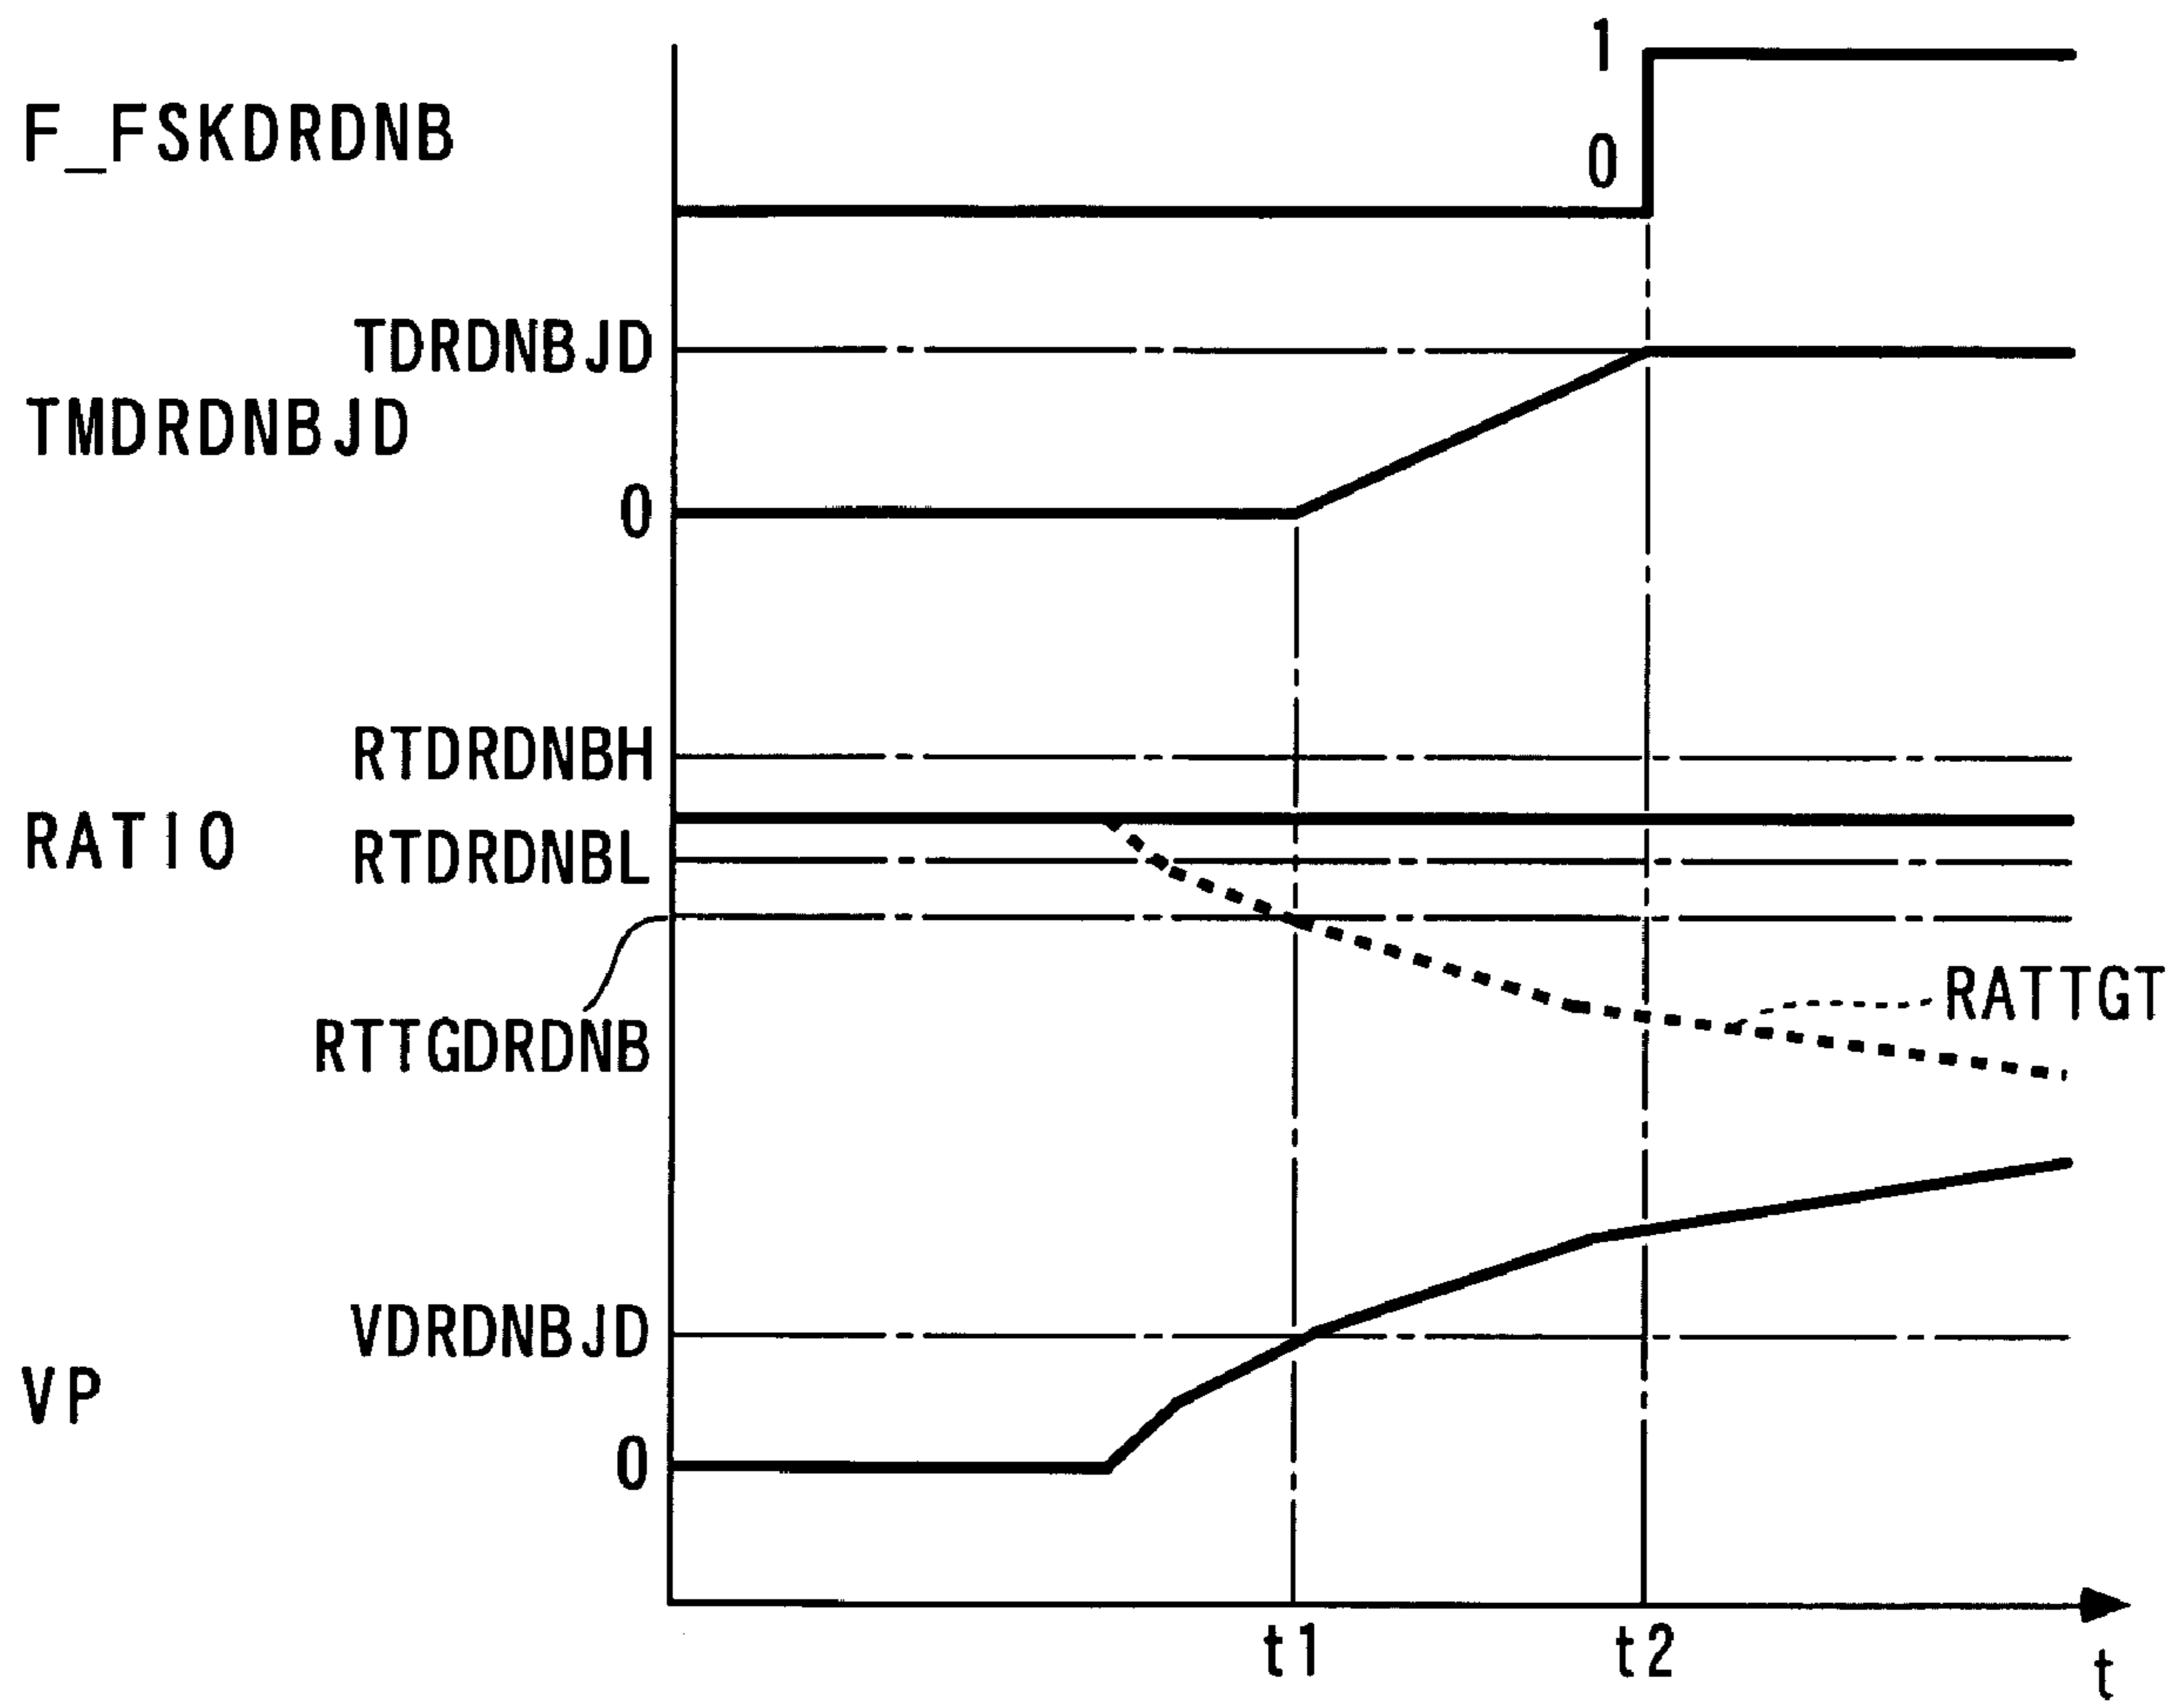 1
F_FSKDRDNB
0
TDRDNBJD
TMDRDNBJD
0
RTDRDNBH
RATIO
RTDRDNBL
RATTGT
RTTGDRDNB
VDRDNBJD
VP
0
t1
t2
t